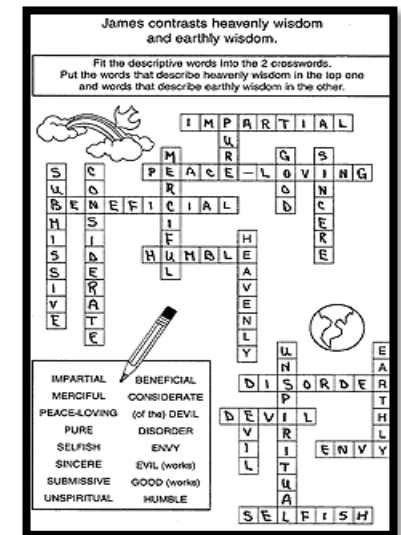 James contrasts heavenly wisdom
and earthly wisdom.
Fit the descriptive words into the 2 crosswords.
Put the words that describe heavenly wisdom in the top one
and words that describe earthly wisdom in the other.
IMPARTIAL
PURE
MERCIFUL
GOOD
SINCERE
PEACE-LOVING
SUBMISSIVE
CONSIDERATE
BENEFICIAL
HUMBLE
HEAVENLY
UNSPIRITUAL
EARTHLY
DISORDER
DEVIL
EVIL
ENVY
SELFISH
IMPARTIAL BENEFICIAL
MERCIFUL CONSIDERATE
PEACE-LOVING (of the) DEVIL
PURE DISORDER
SELFISH ENVY
SINCERE EVIL (works)
SUBMISSIVE GOOD (works)
UNSPIRITUAL HUMBLE